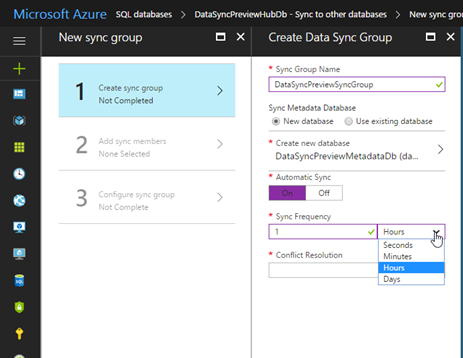 Microsoft Azure SQL databases > DataSyncPreviewHubDb - Sync to other databases > New sync grou
New sync group
1
Create sync group
Not Completed
2
Add sync members
None Selected
3
Configure sync group
Not Complete
Create Data Sync Group
* Sync Group Name
DataSyncPreviewSyncGroup
Sync Metadata Database
New database Use existing database
* Create new database
DataSyncPreviewMetadataDb (da...
* Automatic Sync
On Off
* Sync Frequency
1 Hours
Seconds
Minutes
Hours
Days
* Conflict Resolution